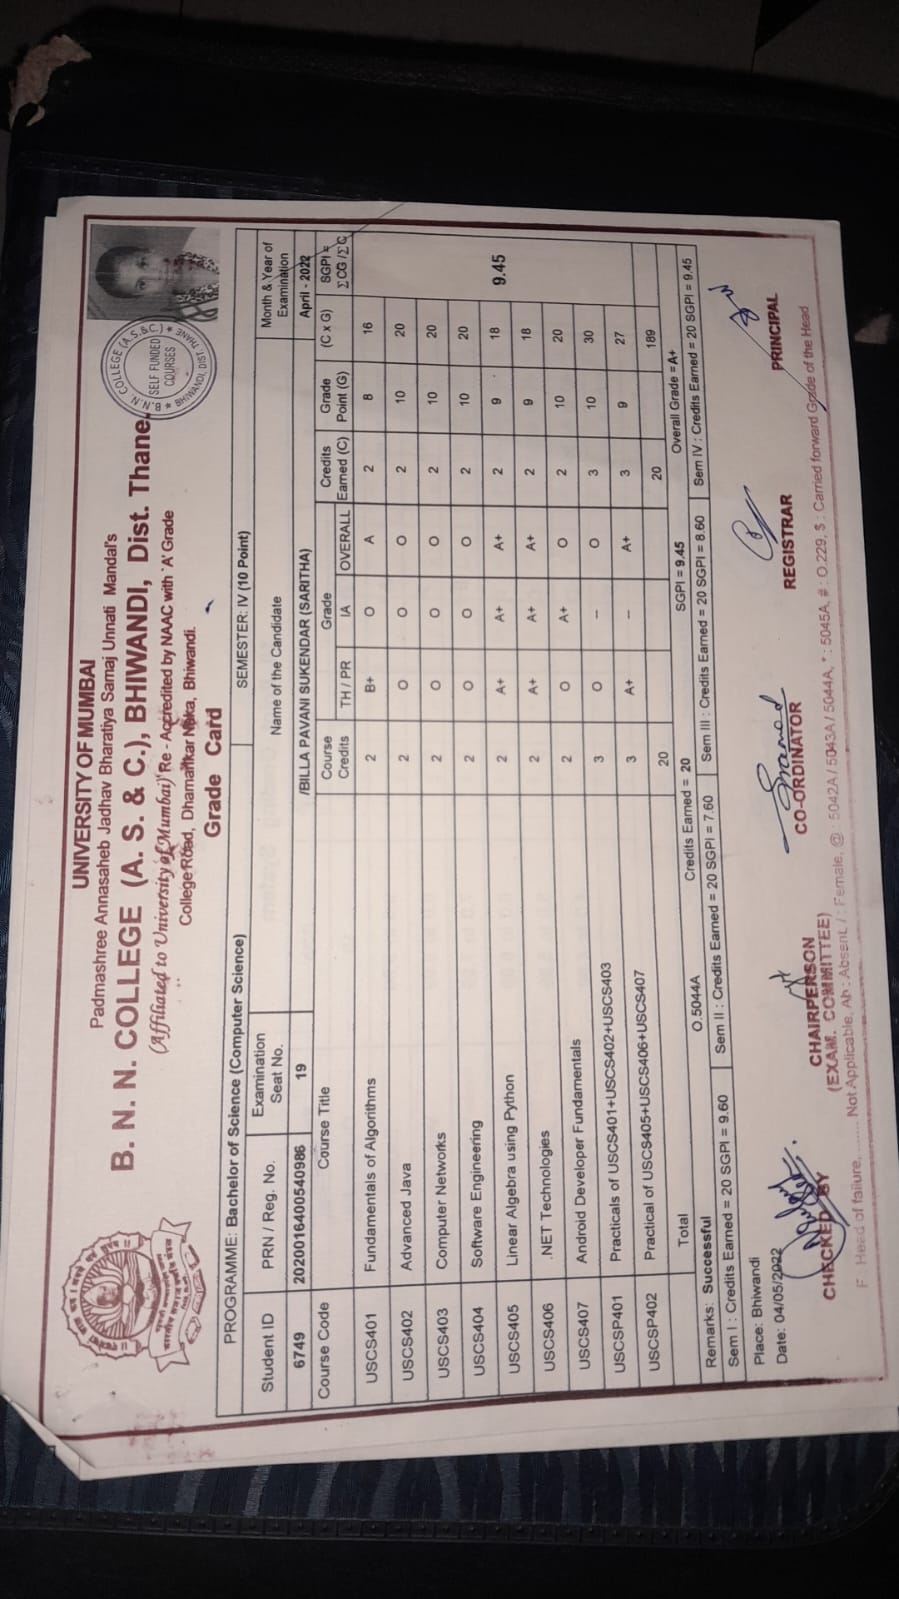 UNIVERSITY OF MUMBAI
Padmashree Annasaheb Jadhav Bharatiya Samaj Unnati Mandal's
B. N. N. COLLEGE (A. S. & C.), BHIWANDI, Dist. Thane.
(Affiliated to University of Mumbai) Re - Accredited by NAAC with 'A' Grade
College Road, Dhamankar Naka, Bhiwandi.
Grade Card
B.N.N. COLLEGE (A.S.&C.) * BHIWANDI, DIST. THANE *
SELF FUNDED
COURSES
PROGRAMME: Bachelor of Science (Computer Science) SEMESTER: IV (10 Point)
Student ID PRN / Reg. No. Examination Seat No. Name of the Candidate Month & Year of Examination
6749 2020016400540986 19 /BILLA PAVANI SUKENDAR (SARITHA) April - 2022
Course Code Course Title Course Credits Grade TH / PR IA OVERALL Credits Earned (C) Grade Point (G) (C x G) SGPI = ΣCG /ΣC
USCS401 Fundamentals of Algorithms 2 B+ O A 2 8 16
USCS402 Advanced Java 2 O O O 2 10 20
USCS403 Computer Networks 2 O O O 2 10 20
USCS404 Software Engineering 2 O O O 2 10 20
USCS405 Linear Algebra using Python 2 A+ A+ A+ 2 9 18 9.45
USCS406 .NET Technologies 2 A+ A+ A+ 2 9 18
USCS407 Android Developer Fundamentals 2 O A+ O 2 10 20
USCSP401 Practicals of USCS401+USCS402+USCS403 3 O -- O 3 10 30
USCSP402 Practical of USCS405+USCS406+USCS407 3 A+ -- A+ 3 9 27
Total 20 20 189
Remarks: Successful O.5044A Credits Earned = 20 SGPI = 9.45 Overall Grade =A+
Sem I : Credits Earned = 20 SGPI = 9.60 Sem II : Credits Earned = 20 SGPI = 7.60 Sem III : Credits Earned = 20 SGPI = 8.60 Sem IV : Credits Earned = 20 SGPI = 9.45
Place: Bhiwandi
Date: 04/05/2022
CHECKED BY
CHAIRPERSON
(EXAM. COMMITTEE)
CO-ORDINATOR
REGISTRAR
PRINCIPAL
F : Head of failure, ...... Not Applicable, Ab : Absent, / : Female, @ : 5042A / 5043A / 5044A, * : 5045A, # : O.229, $ : Carried forward Grade of the Head